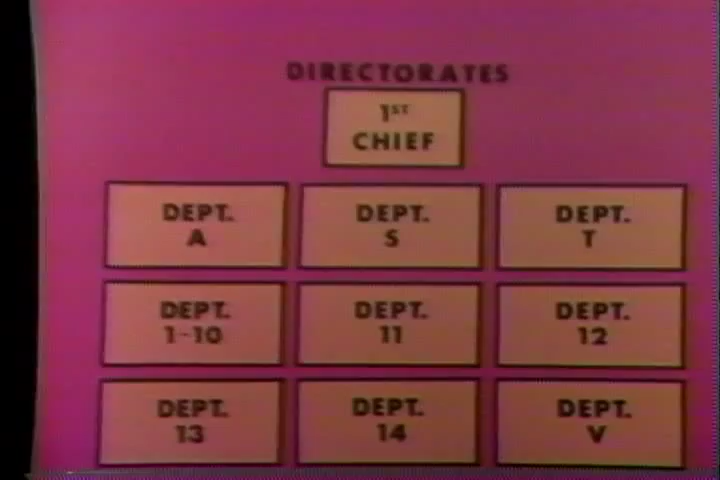 DIRECTORATES
1ST
CHIEF
DEPT.
A
DEPT.
S
DEPT.
T
DEPT.
1-10
DEPT.
11
DEPT.
12
DEPT.
13
DEPT.
14
DEPT.
V